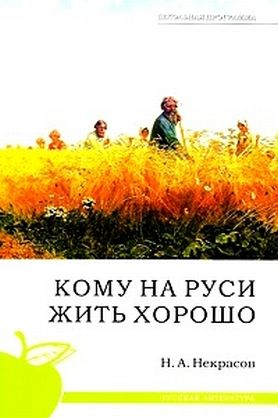 ШКОЛЬНАЯ ПРОГРАММА
КОМУ НА РУСИ
ЖИТЬ ХОРОШО
Н. А. Некрасов
РУССКАЯ ЛИТЕРАТУРА